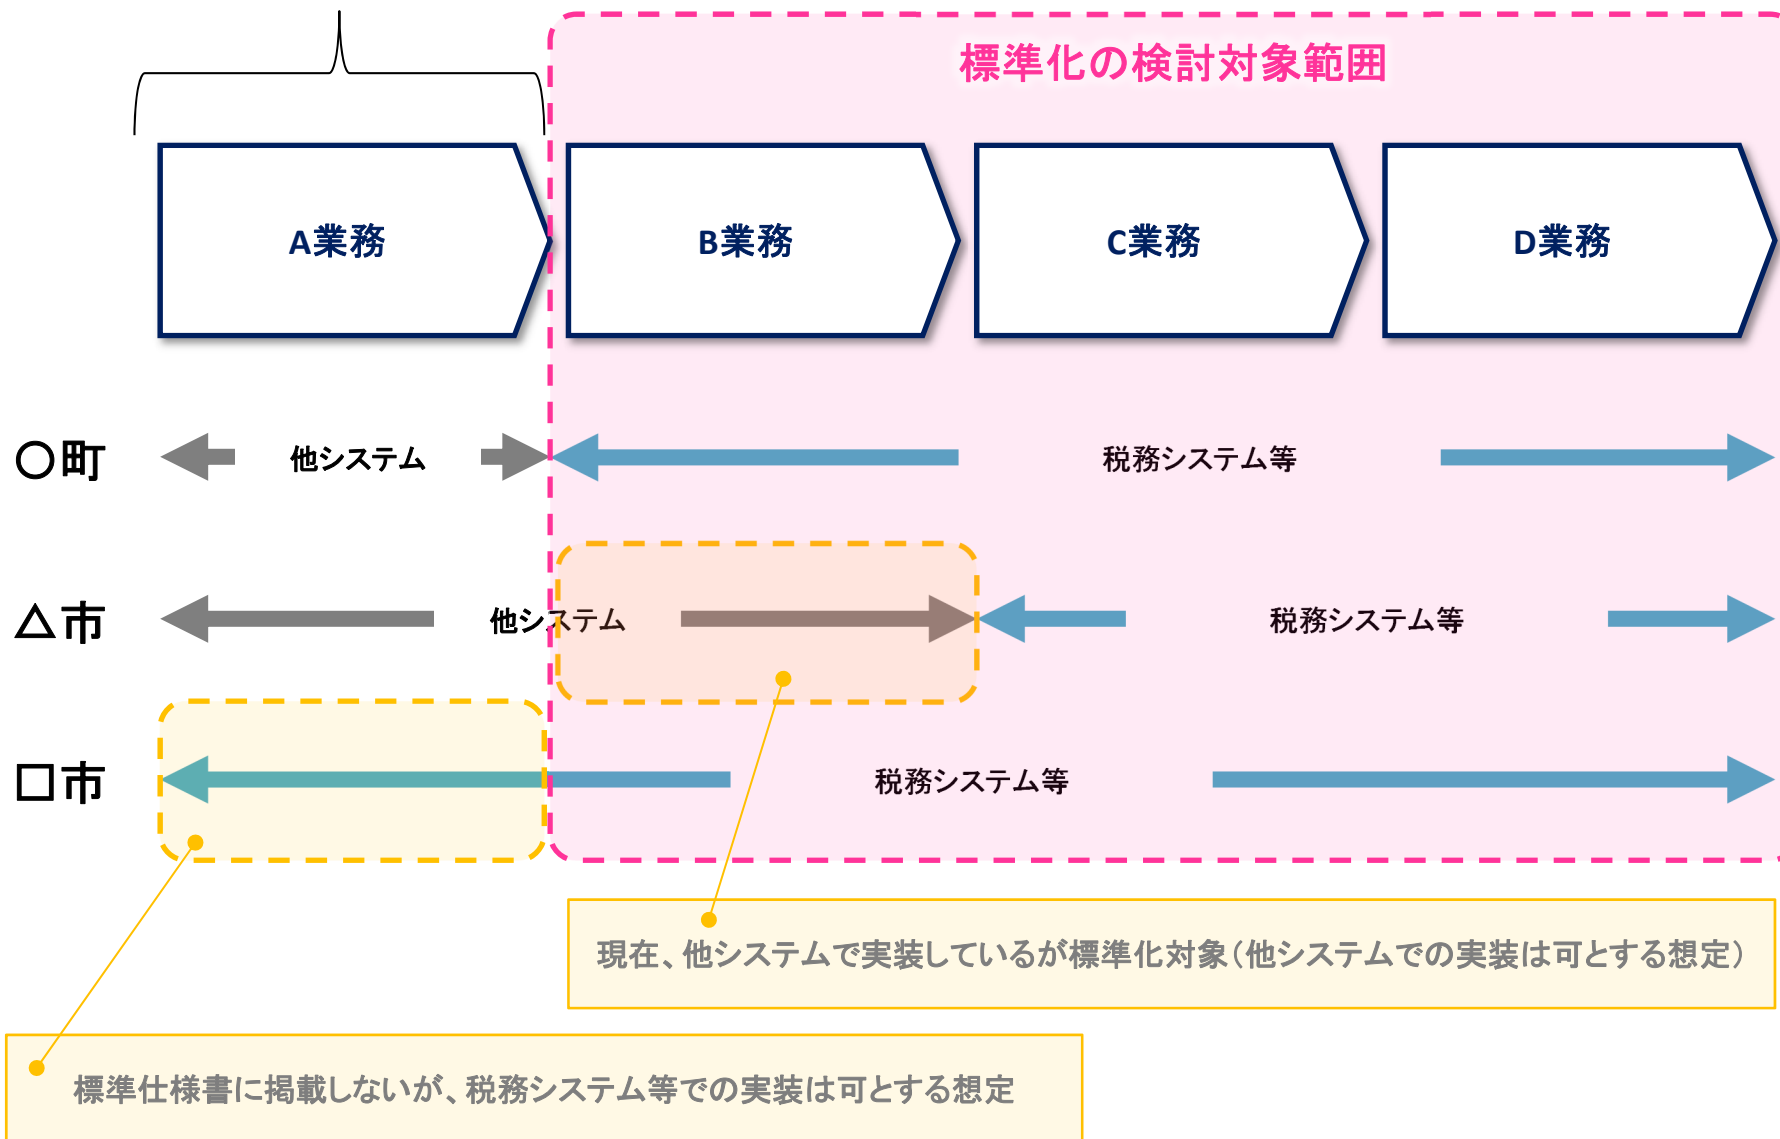 標準化の検討対象範囲
A業務
B業務
C業務
D業務
〇町
他システム
税務システム等
△市
他システム
税務システム等
□市
税務システム等
現在、他システムで実装しているが標準化対象（他システムでの実装は可とする想定）
標準仕様書に掲載しないが、税務システム等での実装は可とする想定